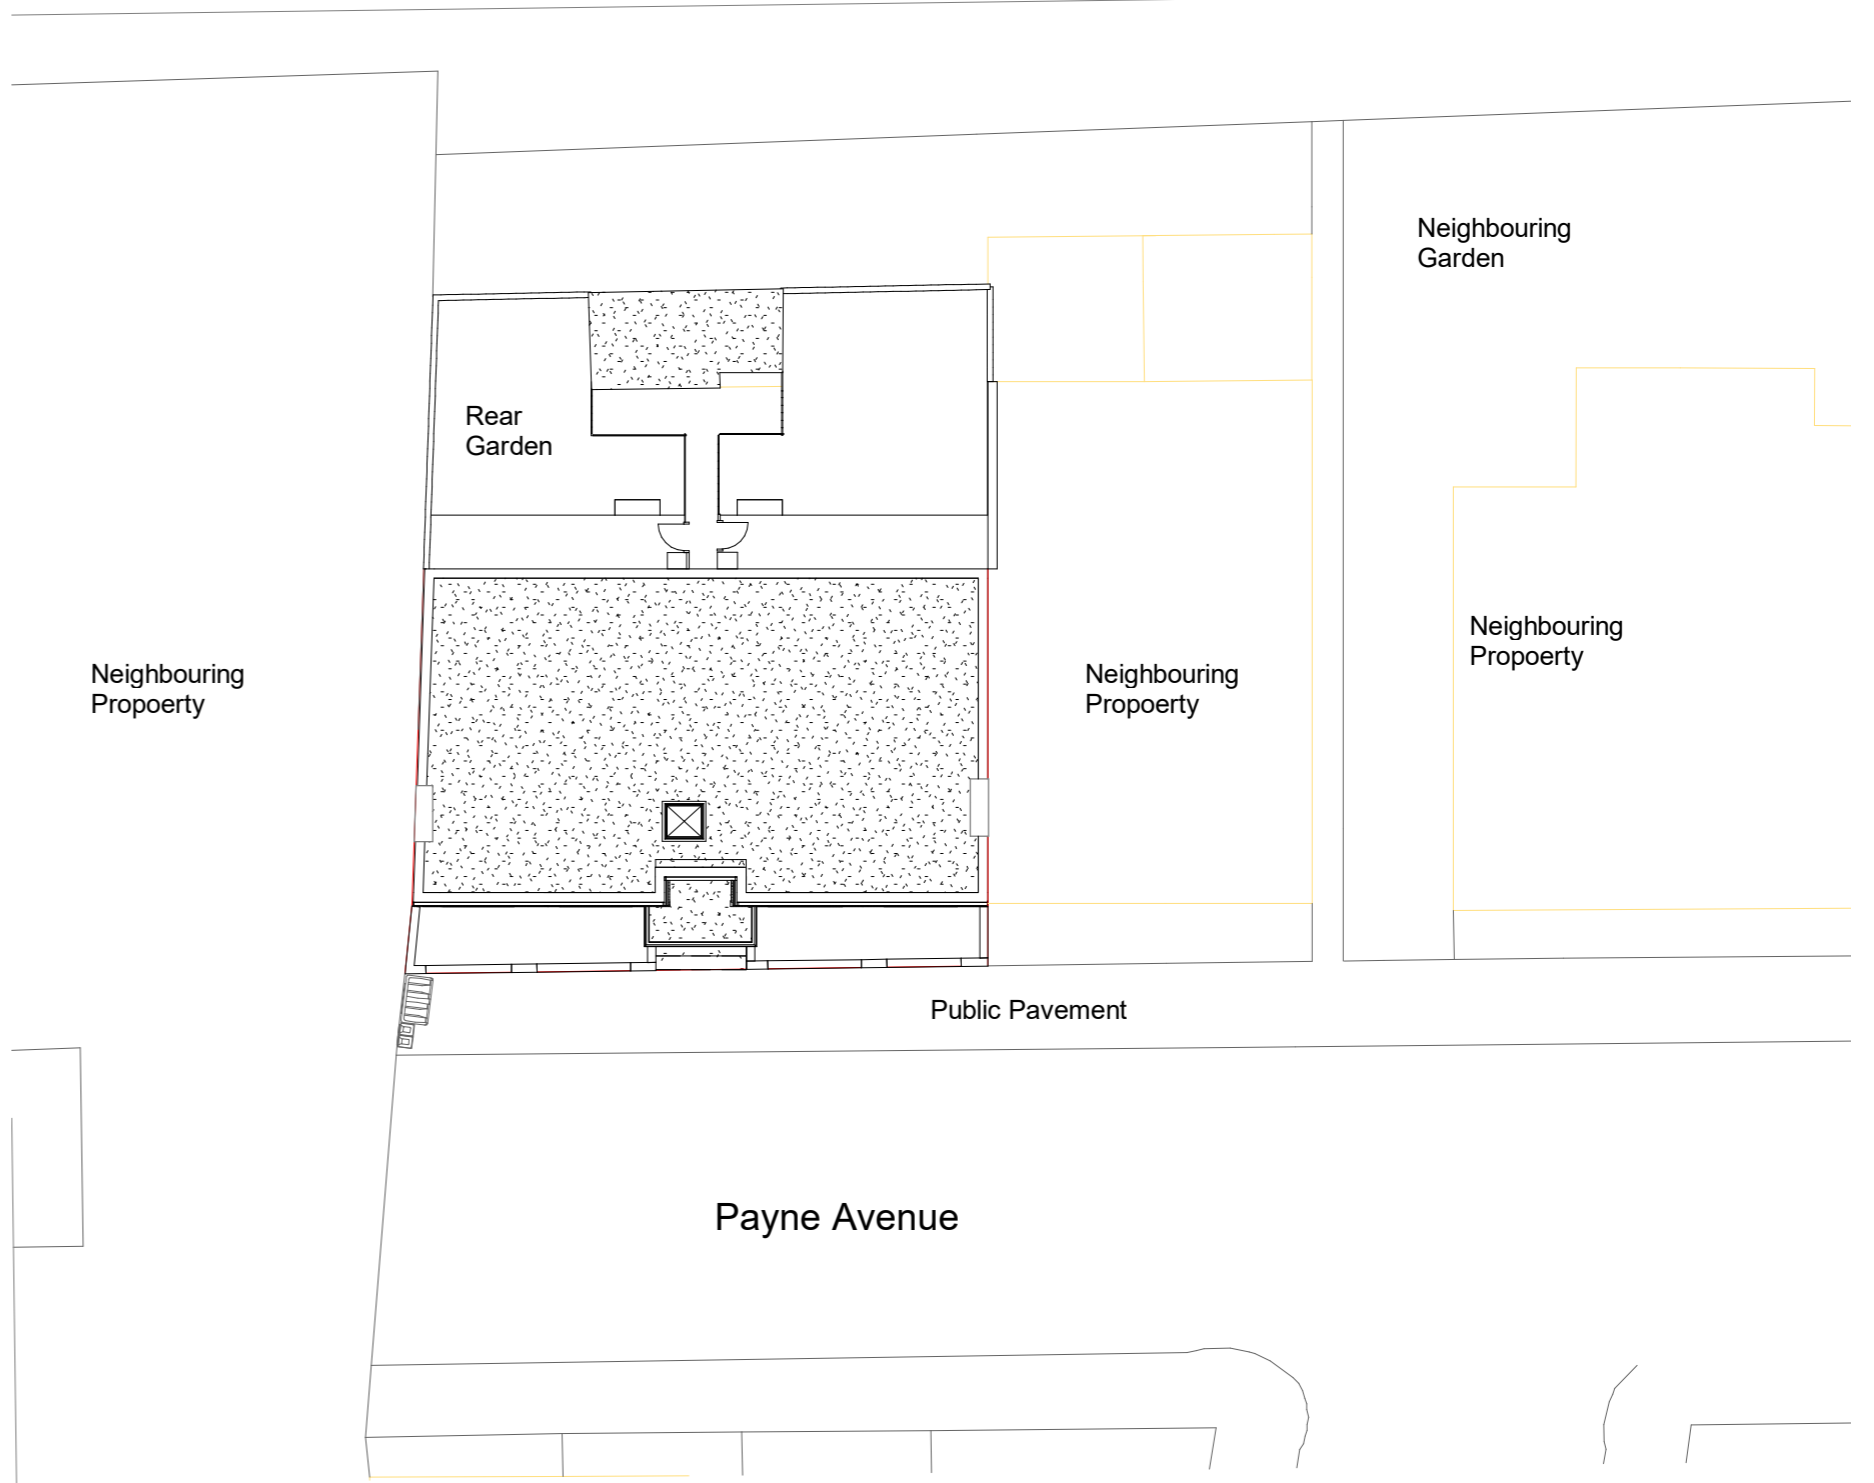 Neighbouring
Garden
Rear
Garden
Neighbouring
Propoerty
Neighbouring
Propoerty
Neighbouring
Propoerty
Public Pavement
Payne Avenue